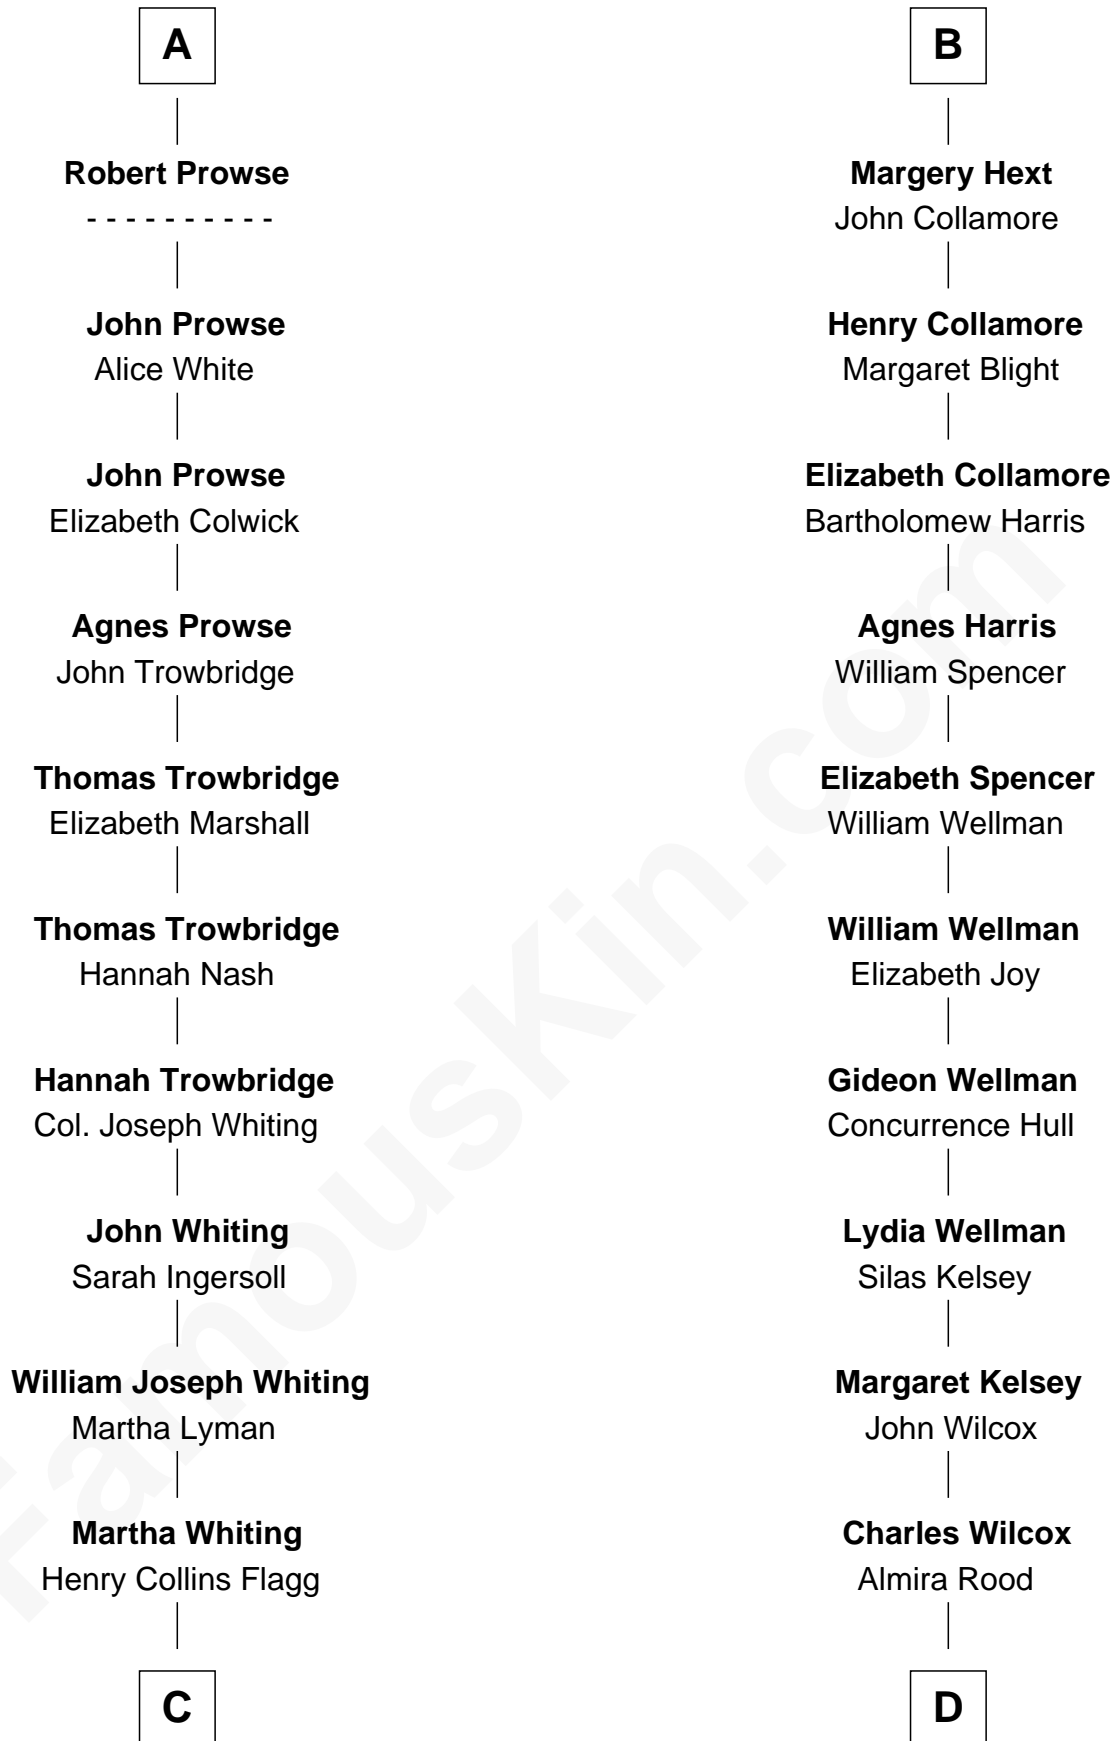 A
Robert Prowse
- - - - - - - - - -
John Prowse
Alice White
John Prowse
Elizabeth Colwick
Agnes Prowse
John Trowbridge
Thomas Trowbridge
Elizabeth Marshall
Thomas Trowbridge
Hannah Nash
Hannah Trowbridge
Col. Joseph Whiting
John Whiting
Sarah Ingersoll
William Joseph Whiting
Martha Lyman
Martha Whiting
Henry Collins Flagg
C
B
Margery Hext
John Collamore
Henry Collamore
Margaret Blight
Elizabeth Collamore
Bartholomew Harris
Agnes Harris
William Spencer
Elizabeth Spencer
William Wellman
William Wellman
Elizabeth Joy
Gideon Wellman
Concurrence Hull
Lydia Wellman
Silas Kelsey
Margaret Kelsey
John Wilcox
Charles Wilcox
Almira Rood
D
FamousKin.com